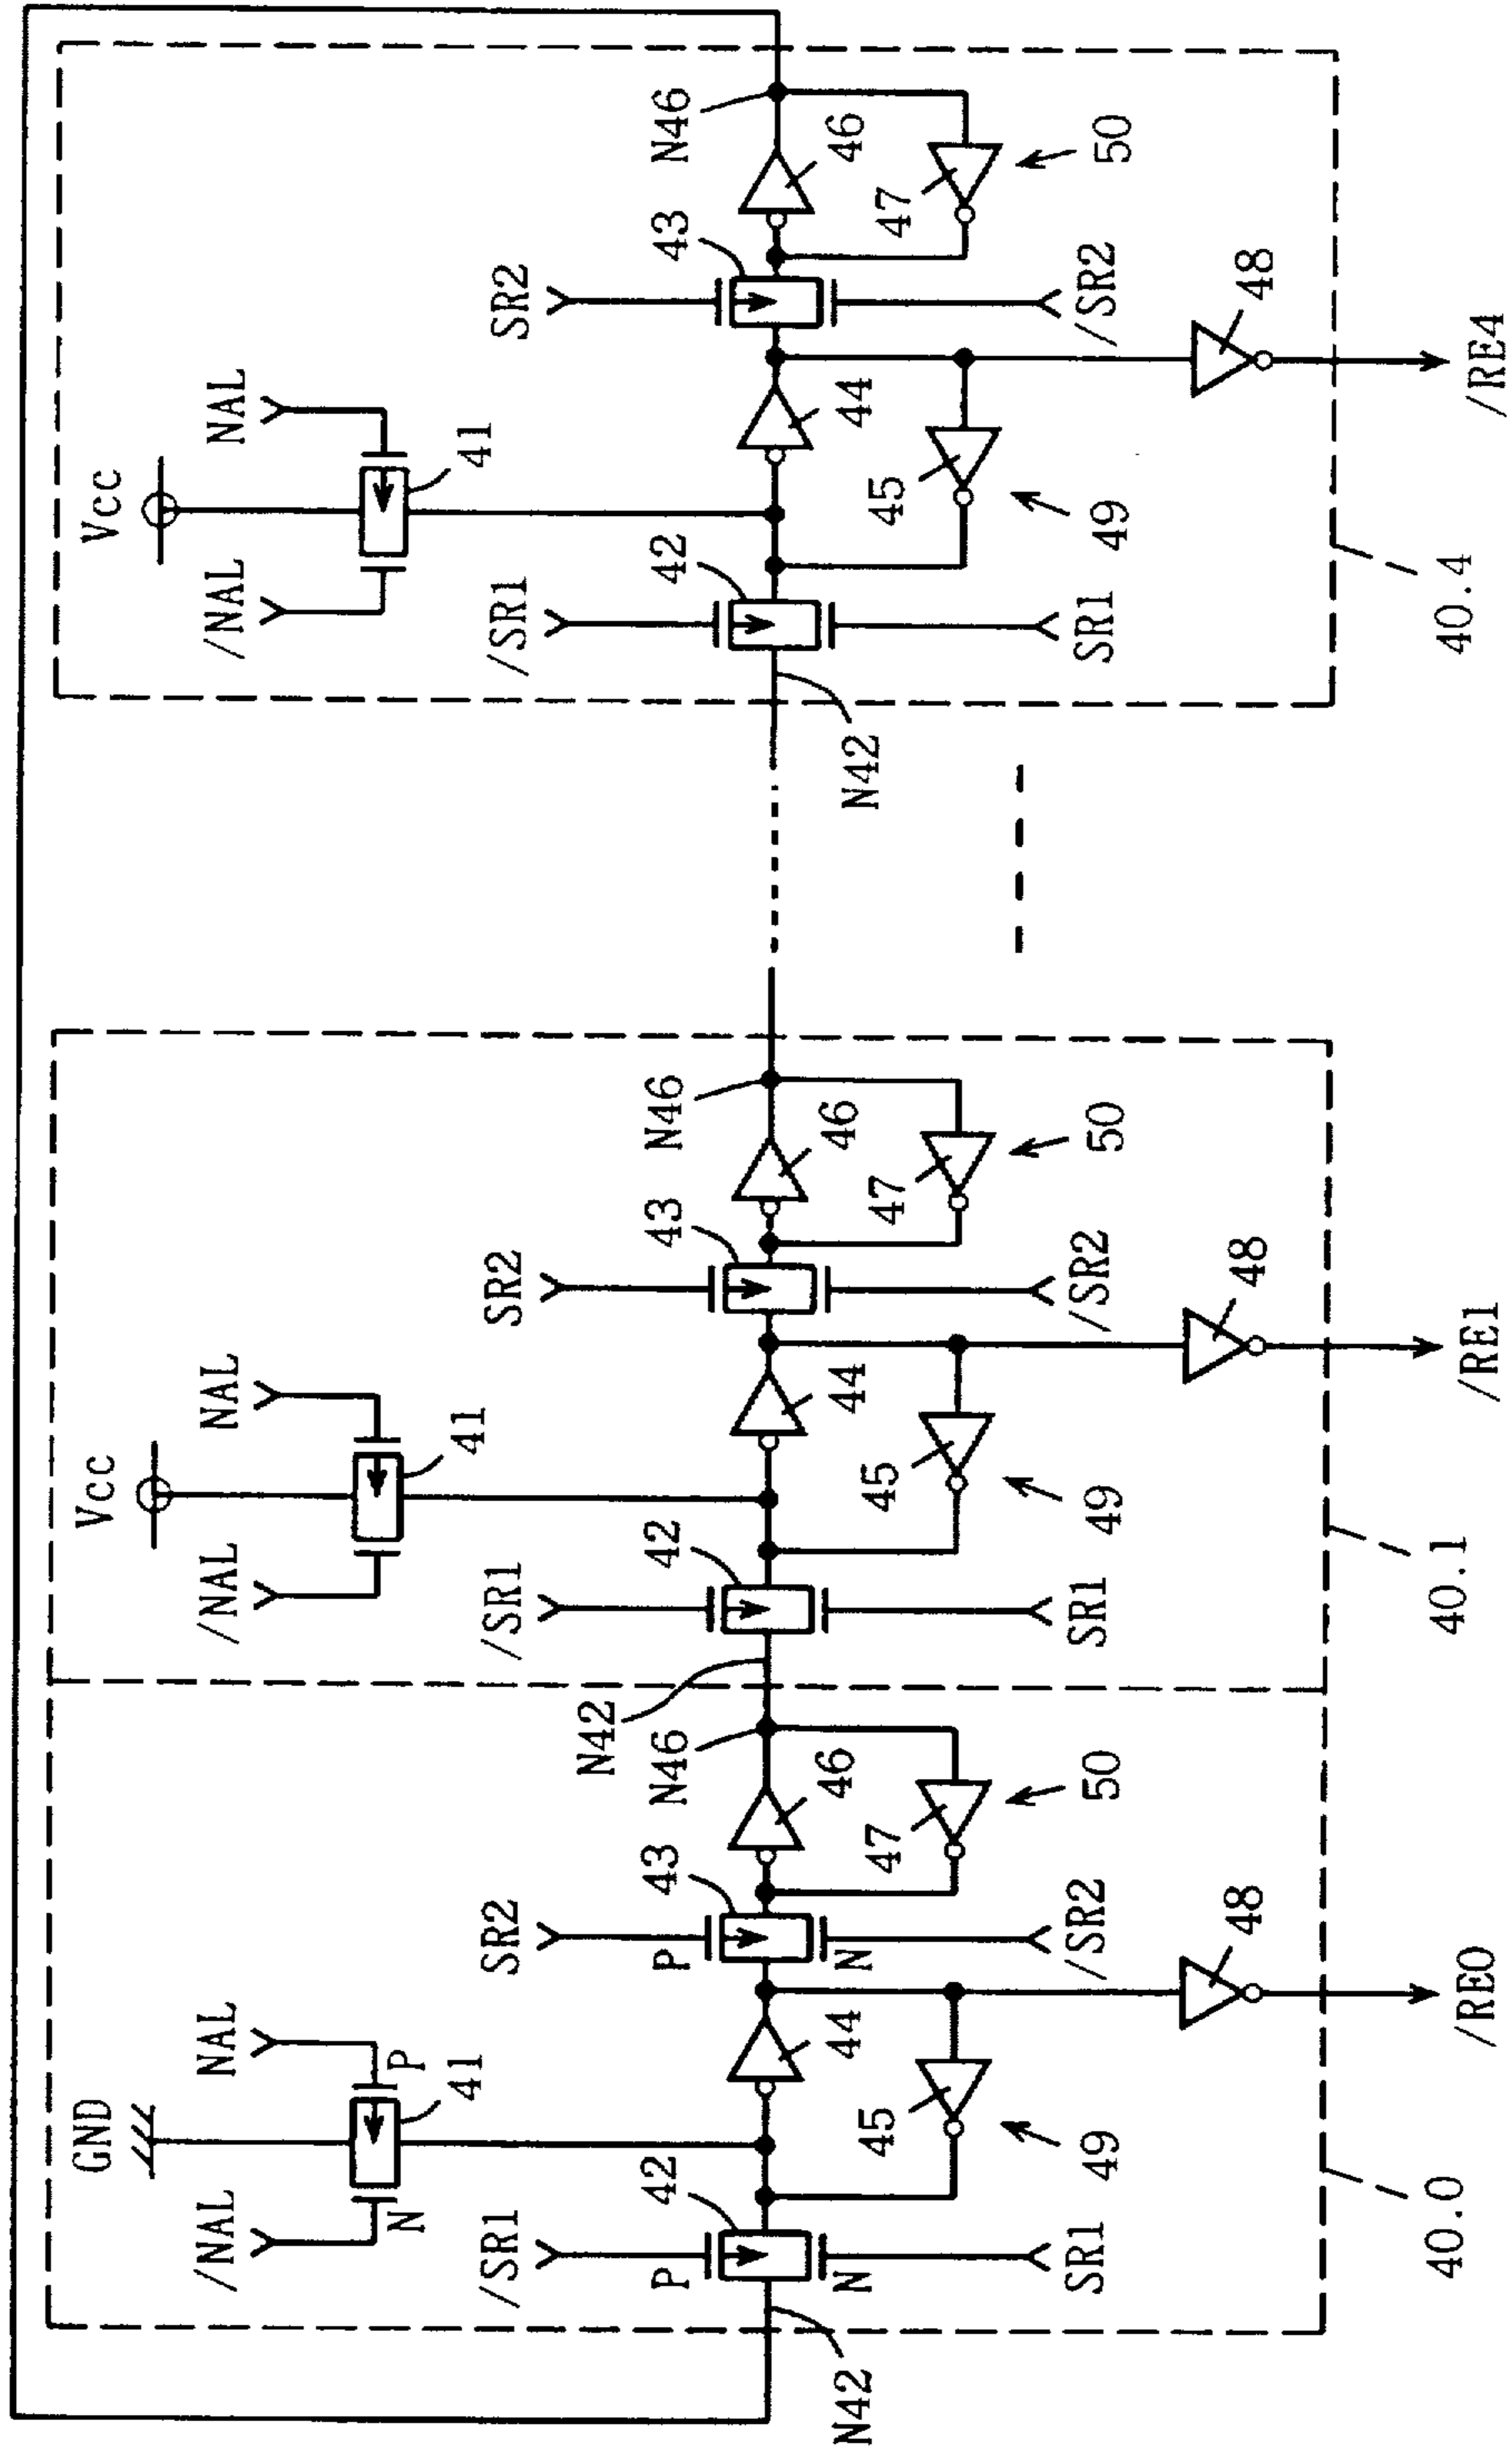 GND
/NAL
NAL
N
P
41
/SR1
SR2
42
43
P
P
N46
N42
44
46
N
N
45
47
SR1
/SR2
49
50
48
40.0
/RE0
Vcc
/NAL
NAL
41
/SR1
SR2
N42
42
43
N46
44
46
45
47
SR1
/SR2
49
50
48
40.1
/RE1
Vcc
/NAL
NAL
41
/SR1
SR2
42
43
N46
N42
44
46
45
47
SR1
/SR2
49
50
48
40.4
/RE4